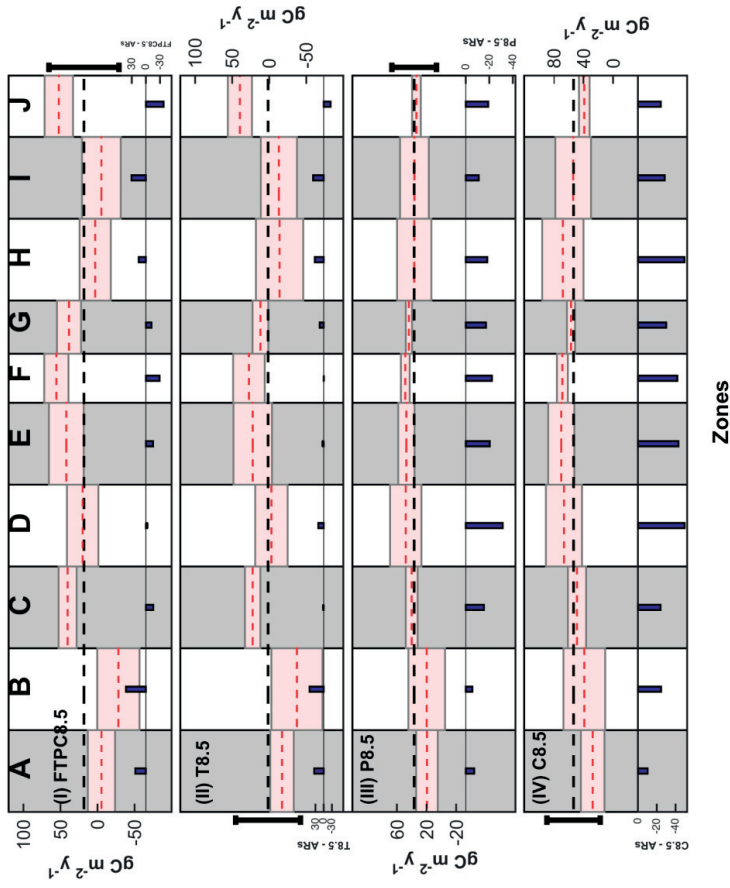 A B C D E F G H I J
(I) FTPC8.5
gC m⁻² y⁻¹
100
50
0
-50
30
0
-30
FTPC8.5 - ARs
(II) T8.5
gC m⁻² y⁻¹
100
50
0
-50
30
0
-30
T8.5 - ARs
(III) P8.5
gC m⁻² y⁻¹
60
20
-20
0
-20
-40
P8.5 - ARs
(IV) C8.5
gC m⁻² y⁻¹
80
40
0
0
-20
-40
C8.5 - ARs
Zones